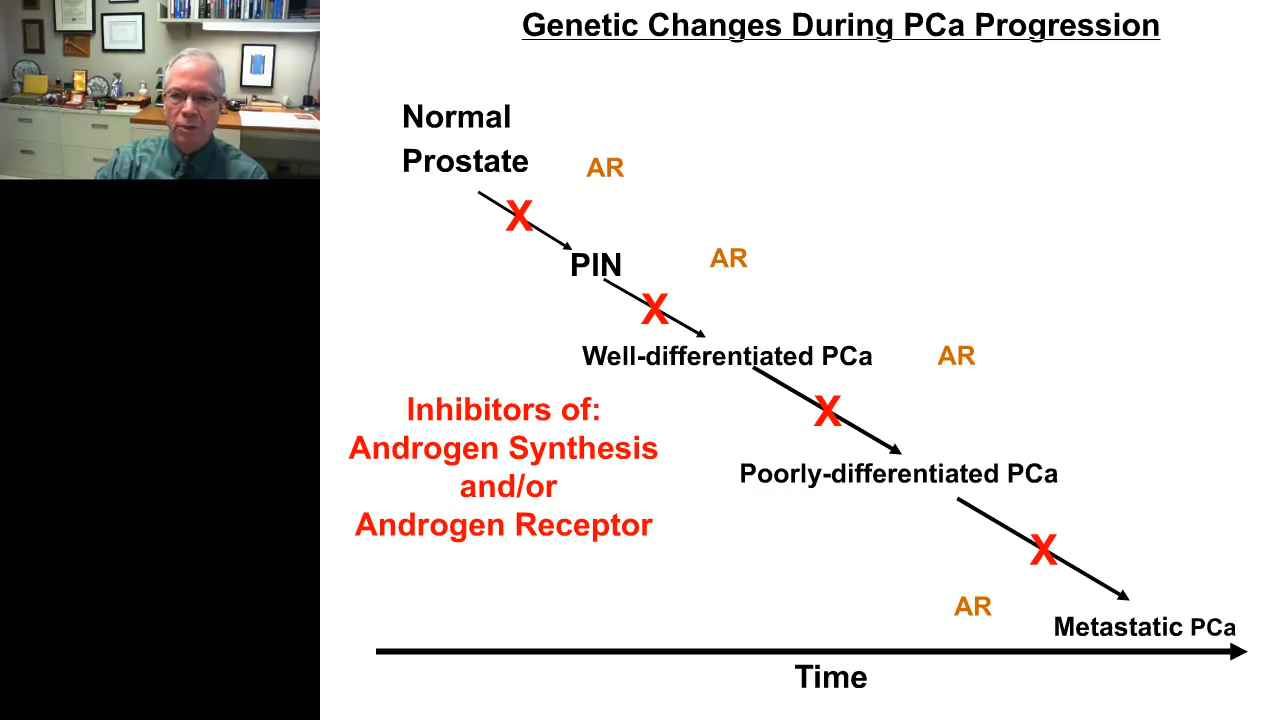 Genetic Changes During PCa Progression
Normal
Prostate
AR
X
PIN
AR
X
Well-differentiated PCa
AR
X
Inhibitors of:
Androgen Synthesis
and/or
Androgen Receptor
Poorly-differentiated PCa
X
AR
Metastatic PCa
Time